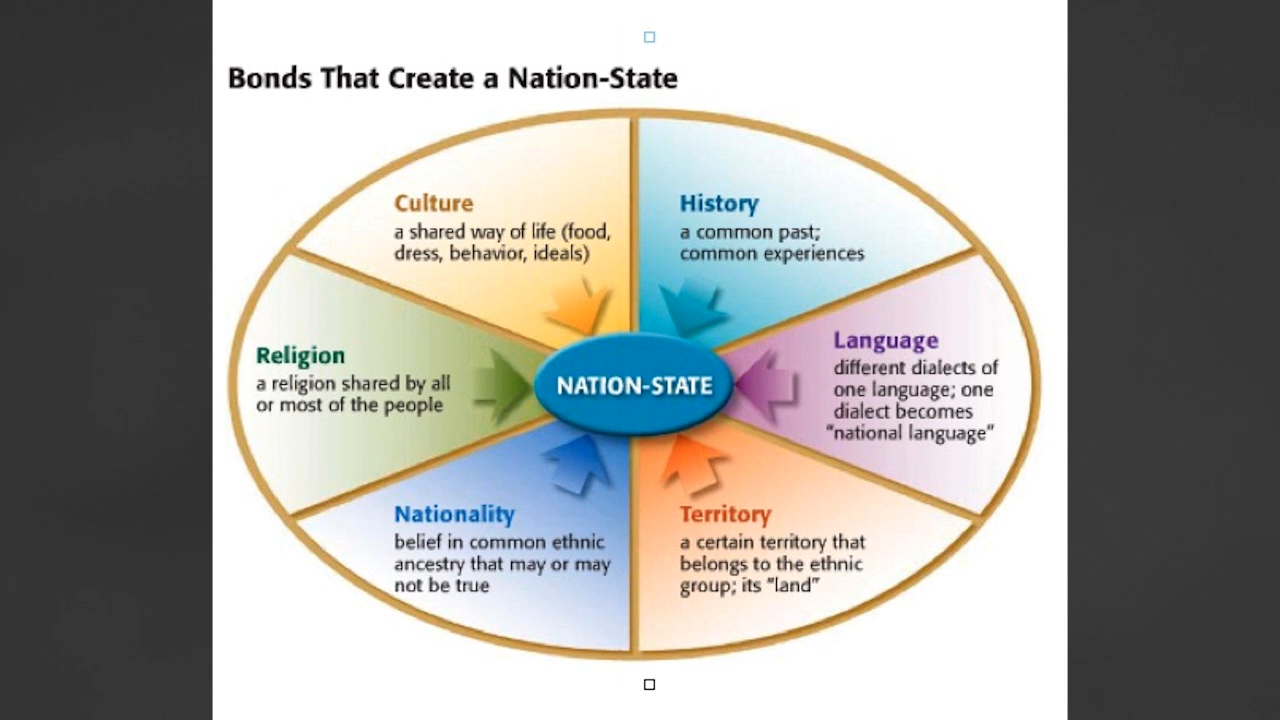 Bonds That Create a Nation-State
Culture
a shared way of life (food,
dress, behavior, ideals)
History
a common past;
common experiences
Religion
a religion shared by all
or most of the people
NATION-STATE
Language
different dialects of
one language; one
dialect becomes
“national language”
Nationality
belief in common ethnic
ancestry that may or may
not be true
Territory
a certain territory that
belongs to the ethnic
group; its “land”